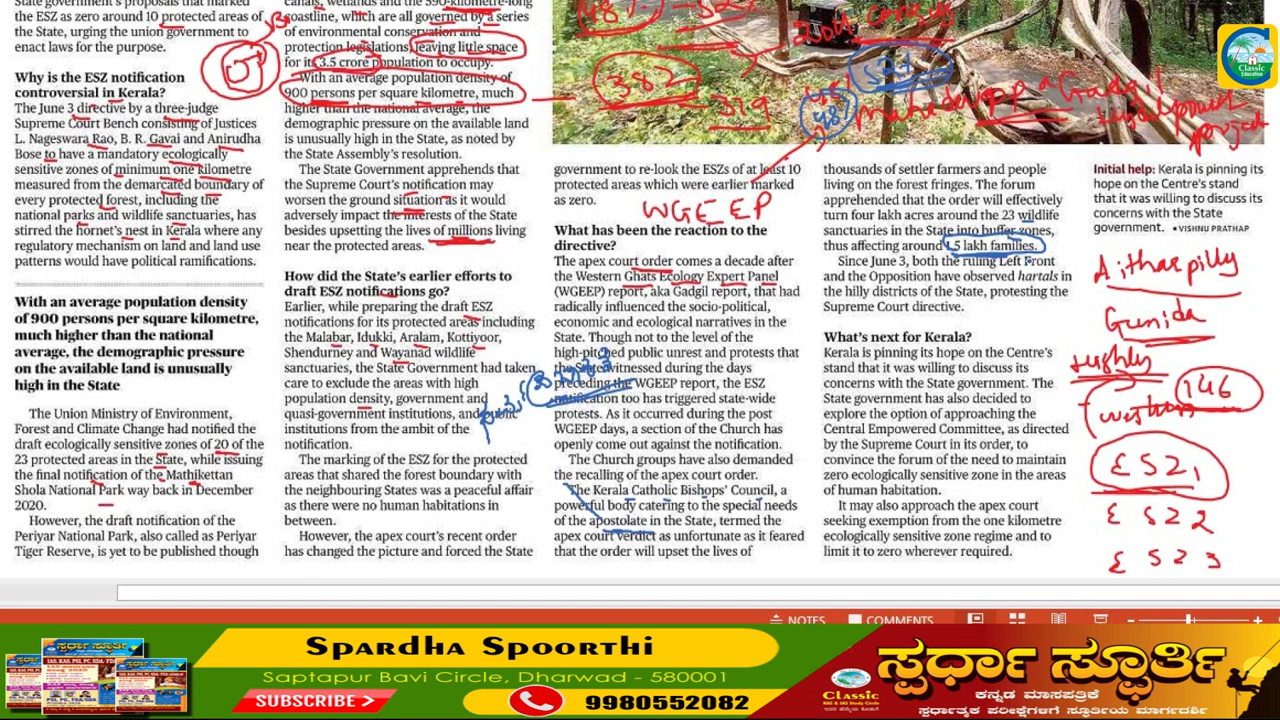 State government's proposals that marked
the ESZ as zero around 10 protected areas of
the State, urging the union government to
enact laws for the purpose.
Why is the ESZ notification
controversial in Kerala?
The June 3 directive by a three-judge
Supreme Court Bench consisting of Justices
L. Nageswara Rao, B. R. Gavai and Anirudha
Bose to have a mandatory ecologically
sensitive zones of minimum one kilometre
measured from the demarcated boundary of
every protected forest, including the
national parks and wildlife sanctuaries, has
stirred the hornet's nest in Kerala where any
regulatory mechanism on land and land use
patterns would have political ramifications.
With an average population density
of 900 persons per square kilometre,
much higher than the national
average, the demographic pressure
on the available land is unusually
high in the State
The Union Ministry of Environment,
Forest and Climate Change had notified the
draft ecologically sensitive zones of 20 of the
23 protected areas in the State, while issuing
the final notification of the Mathikettan
Shola National Park way back in December
2020.
However, the draft notification of the
Periyar National Park, also called as Periyar
Tiger Reserve, is yet to be published though
canals, wetlands and the 590-kilometre-long
coastline, which are all governed by a series
of environmental conservation and
protection legislations, leaving little space
for its 3.5 crore population to occupy.
With an average population density of
900 persons per square kilometre, much
higher than the national average, the
demographic pressure on the available land
is unusually high in the State, as noted by
the State Assembly's resolution.
The State Government apprehends that
the Supreme Court's notification may
worsen the ground situation as it would
adversely impact the interests of the State
besides upsetting the lives of millions living
near the protected areas.
How did the State's earlier efforts to
draft ESZ notifications go?
Earlier, while preparing the draft ESZ
notifications for its protected areas including
the Malabar, Idukki, Aralam, Kottiyoor,
Shendurney and Wayanad wildlife
sanctuaries, the State Government had taken
care to exclude the areas with high
population density, government and
quasi-government institutions, and public
institutions from the ambit of the
notification.
The marking of the ESZ for the protected
areas that shared the forest boundary with
the neighbouring States was a peaceful affair
as there were no human habitations in
between.
However, the apex court's recent order
has changed the picture and forced the State
382
319
487
WGEEP
government to re-look the ESZs of at least 10
protected areas which were earlier marked
as zero.
What has been the reaction to the
directive?
The apex court order comes a decade after
the Western Ghats Ecology Expert Panel
(WGEEP) report, aka Gadgil report, that had
radically influenced the socio-political,
economic and ecological narratives in the
State. Though not to the level of the
high-pitched public unrest and protests that
the State witnessed during the days
preceding the WGEEP report, the ESZ
notification too has triggered state-wide
protests. As it occurred during the post
WGEEP days, a section of the Church has
openly come out against the notification.
The Church groups have also demanded
the recalling of the apex court order.
The Kerala Catholic Bishops' Council, a
powerful body catering to the special needs
of the apostolate in the State, termed the
apex court verdict as unfortunate as it feared
that the order will upset the lives of
thousands of settler farmers and people
living on the forest fringes. The forum
apprehended that the order will effectively
turn four lakh acres around the 23 wildlife
sanctuaries in the State into buffer zones,
thus affecting around 1.5 lakh families.
Since June 3, both the ruling Left Front
and the Opposition have observed hartals in
the hilly districts of the State, protesting the
Supreme Court directive.
What's next for Kerala?
Kerala is pinning its hope on the Centre's
stand that it was willing to discuss its
concerns with the State government. The
State government has also decided to
explore the option of approaching the
Central Empowered Committee, as directed
by the Supreme Court in its order, to
convince the forum of the need to maintain
zero ecologically sensitive zone in the areas
of human habitation.
It may also approach the apex court
seeking exemption from the one kilometre
ecologically sensitive zone regime and to
limit it to zero wherever required.
Initial help: Kerala is pinning its
hope on the Centre's stand
that it was willing to discuss its
concerns with the State
government. • VISHNU PRATHAP
Aithrapilly
Gunida
146
ESZ 1
ESZ 2
ESZ 3
Classic
Education
NOTES
COMMENTS
Spardha Spoorthi
Saptapur Bavi Circle, Dharwad - 580001
SUBSCRIBE
9980552082
ಸ್ಪರ್ಧಾ ಸ್ಫೂರ್ತಿ
ಕನ್ನಡ ಮಾಸಪತ್ರಿಕೆ
ಸ್ಪರ್ಧಾತ್ಮಕ ಪರೀಕ್ಷೆಗಳಿಗೆ ಸ್ಫೂರ್ತಿಯ ಮಾರ್ಗದರ್ಶಿ
Classic
KAS & IAS Study Circle